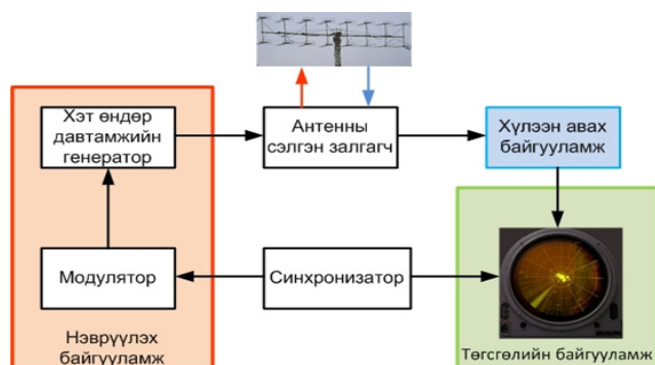 Хэт өндөр
давтамжийн
генератор
Антенны
сэлгэн залгагч
Хүлээн авах
байгууламж
Модулятор
Синхронизатор
Нэврүүлэх
байгууламж
Төгсгөлийн байгууламж